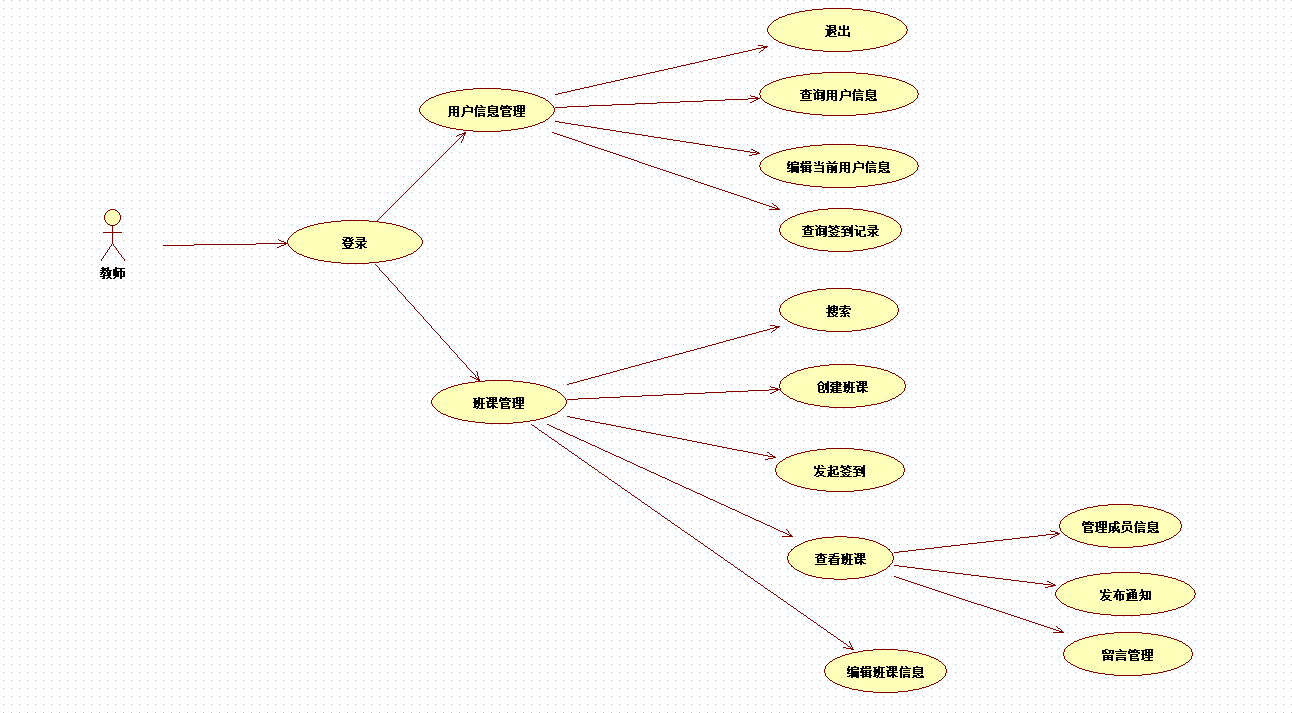 退出
查询用户信息
用户信息管理
编辑当前用户信息
查询签到记录
登录
教师
搜索
创建班课
班课管理
发起签到
管理成员信息
查看班课
发布通知
留言管理
编辑班课信息